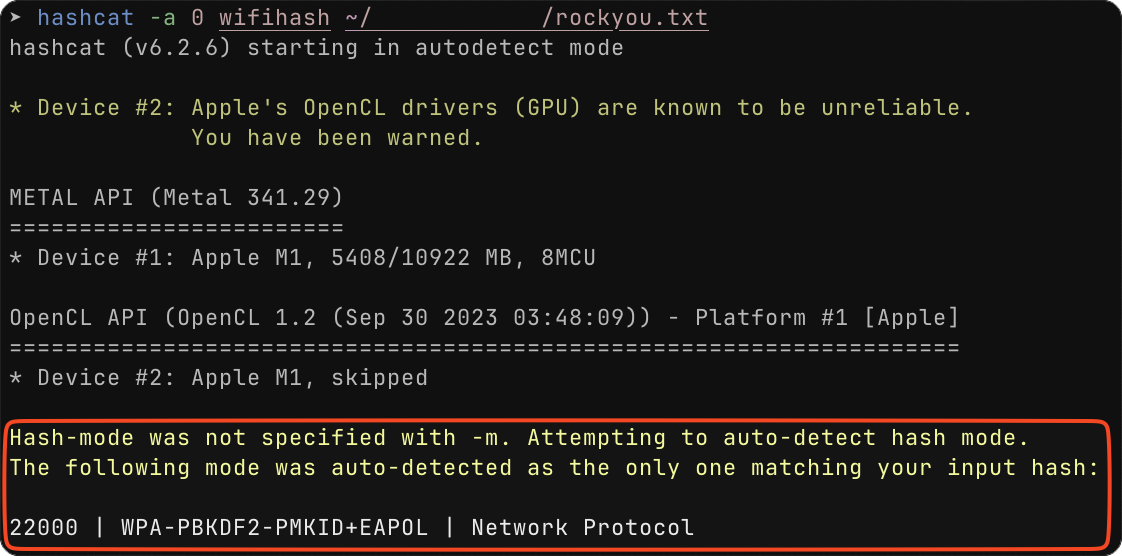 ➤ hashcat -a 0 wifihash ~/ /rockyou.txt
hashcat (v6.2.6) starting in autodetect mode
* Device #2: Apple's OpenCL drivers (GPU) are known to be unreliable.
You have been warned.
METAL API (Metal 341.29)
========================
* Device #1: Apple M1, 5408/10922 MB, 8MCU
OpenCL API (OpenCL 1.2 (Sep 30 2023 03:48:09)) - Platform #1 [Apple]
====================================================================
* Device #2: Apple M1, skipped
Hash-mode was not specified with -m. Attempting to auto-detect hash mode.
The following mode was auto-detected as the only one matching your input hash:
22000 | WPA-PBKDF2-PMKID+EAPOL | Network Protocol